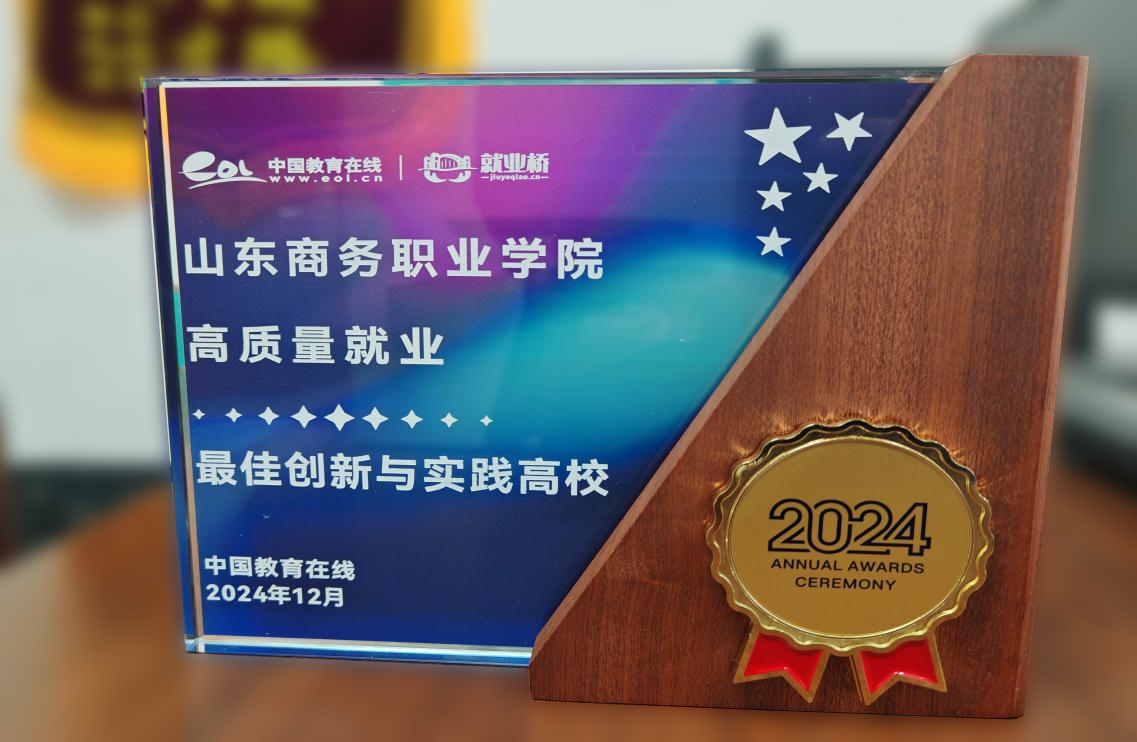 eol 中国教育在线 | 就业桥
www.eol.cn jiuyeqiao.cn
山东商务职业学院
高质量就业
最佳创新与实践高校
中国教育在线
2024年12月
2024
ANNUAL AWARDS
CEREMONY